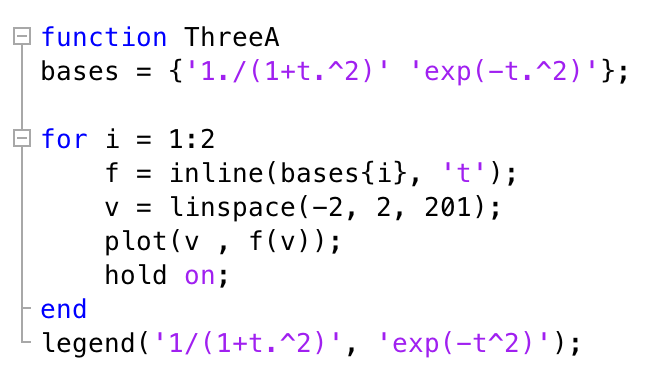 function ThreeA
bases = {'1./(1+t.^2)' 'exp(-t.^2)'};
for i = 1:2
f = inline(bases{i}, 't');
v = linspace(-2, 2, 201);
plot(v , f(v));
hold on;
end
legend('1/(1+t.^2)', 'exp(-t^2)');